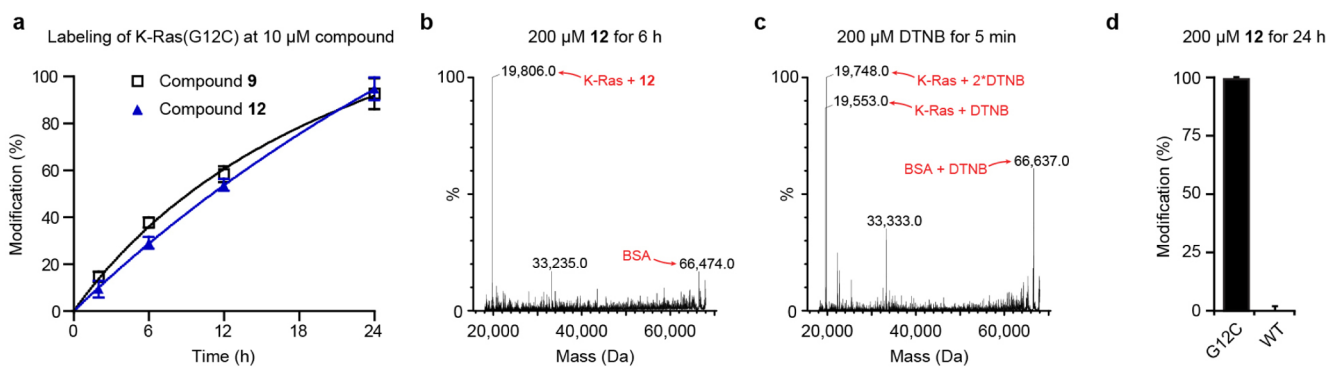 a
Labeling of K-Ras(G12C) at 10 µM compound
Modification (%)
100
80
60
40
20
0
Compound 9
Compound 12
0
6
12
18
24
Time (h)
b
200 µM 12 for 6 h
%
100
0
19,806.0
K-Ras + 12
33,235.0
BSA
66,474.0
20,000
40,000
60,000
Mass (Da)
c
200 µM DTNB for 5 min
%
100
0
19,748.0
K-Ras + 2*DTNB
19,553.0
K-Ras + DTNB
BSA + DTNB
66,637.0
33,333.0
20,000
40,000
60,000
Mass (Da)
d
200 µM 12 for 24 h
Modification (%)
100
75
50
25
0
G12C
WT